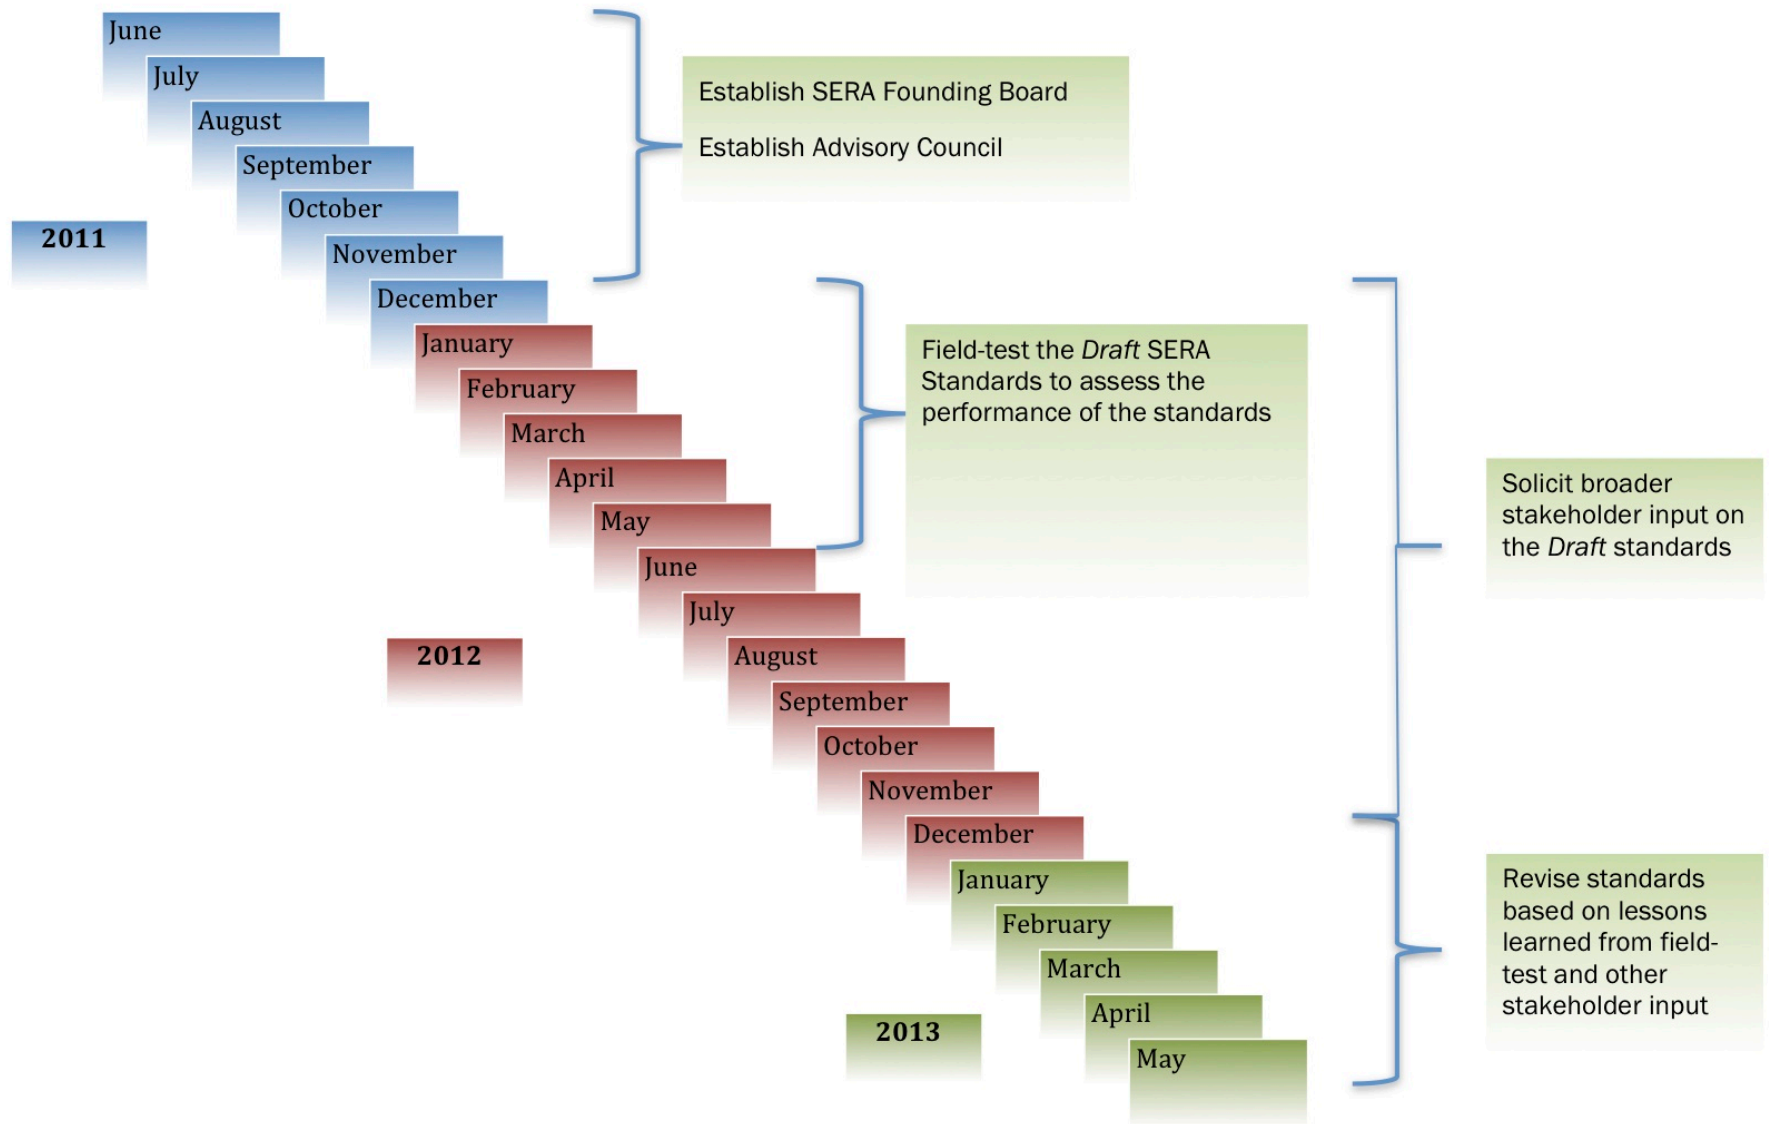 June
July
August
September
October
November
December
2011
Establish SERA Founding Board
Establish Advisory Council
January
February
March
April
May
June
July
August
September
October
November
December
2012
Field-test the Draft SERA
Standards to assess the
performance of the standards
Solicit broader
stakeholder input on
the Draft standards
January
February
March
April
May
2013
Revise standards
based on lessons
learned from field-
test and other
stakeholder input